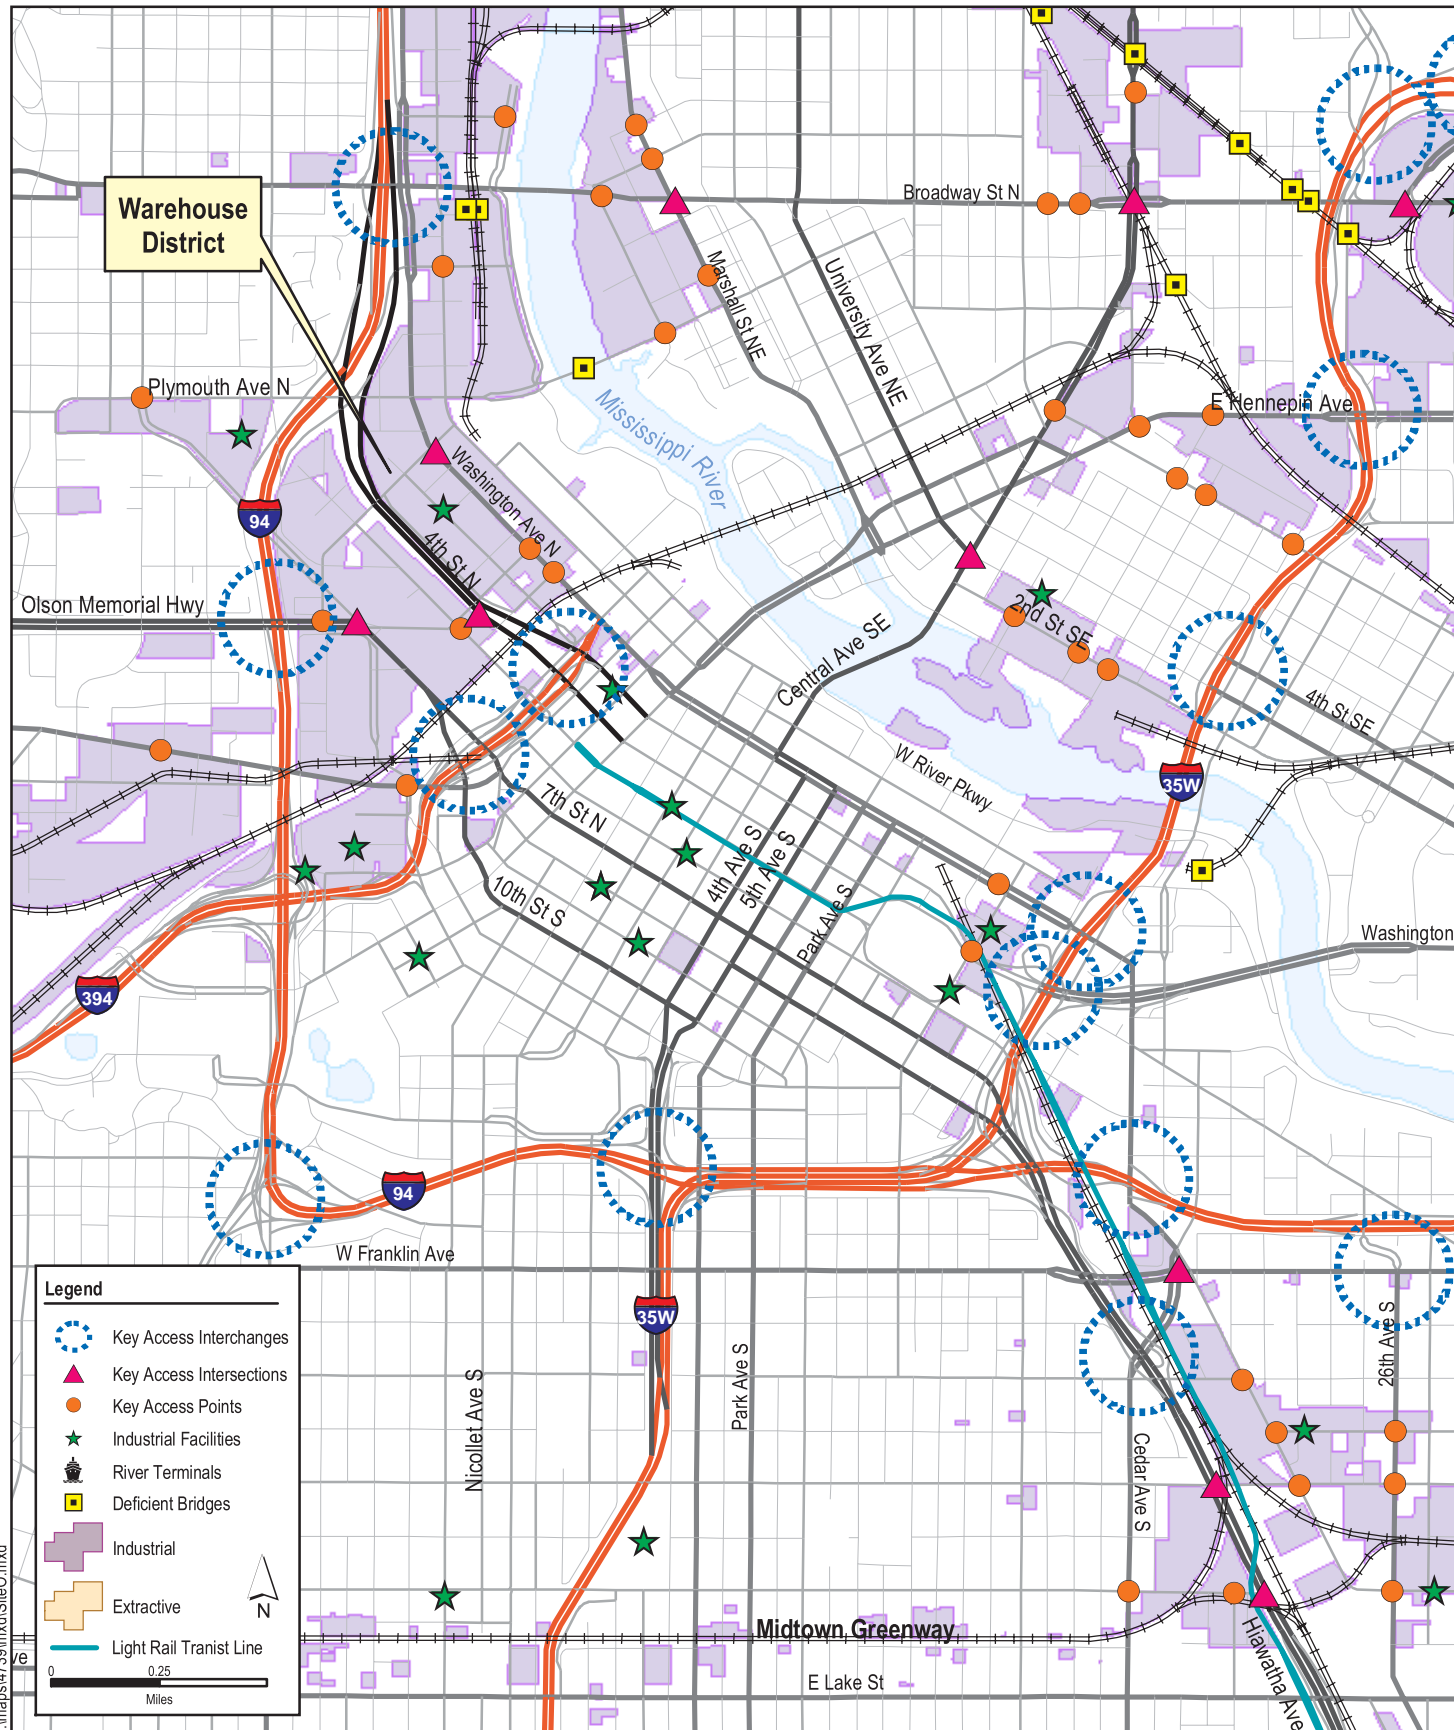 Broadway St N
Warehouse
District
Marshall St NE
University Ave NE
Plymouth Ave N
E Hennepin Ave
Mississippi River
Washington Ave N
94
4th St N
Olson Memorial Hwy
2nd St SE
Central Ave SE
4th St SE
W River Pkwy
35W
7th St N
4th Ave S
5th Ave S
Park Ave S
10th St S
Washington
394
94
W Franklin Ave
35W
26th Ave S
Park Ave S
Nicollet Ave S
Cedar Ave S
Midtown Greenway
Hiawatha Ave
E Lake St
Legend
Key Access Interchanges
Key Access Intersections
Key Access Points
Industrial Facilities
River Terminals
Deficient Bridges
Industrial
Extractive
N
Light Rail Tranist Line
0 0.25
Miles
ve